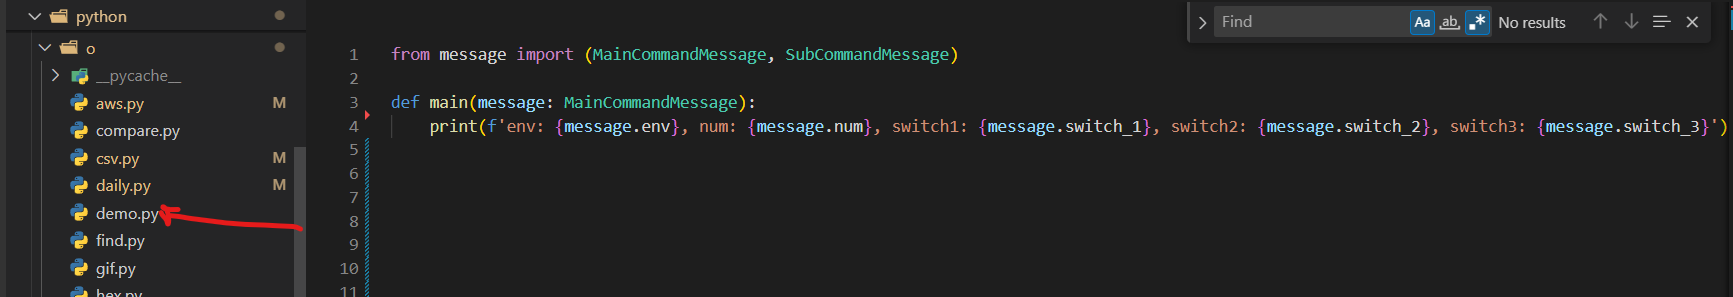 python
o
__pycache__
aws.py M
compare.py
csv.py M
daily.py M
demo.py
find.py
gif.py
hex.py
Find Aa ab .* No results
1 from message import (MainCommandMessage, SubCommandMessage)
2
3 def main(message: MainCommandMessage):
4 print(f'env: {message.env}, num: {message.num}, switch1: {message.switch_1}, switch2: {message.switch_2}, switch3: {message.switch_3}')
5
6
7
8
9
10
11